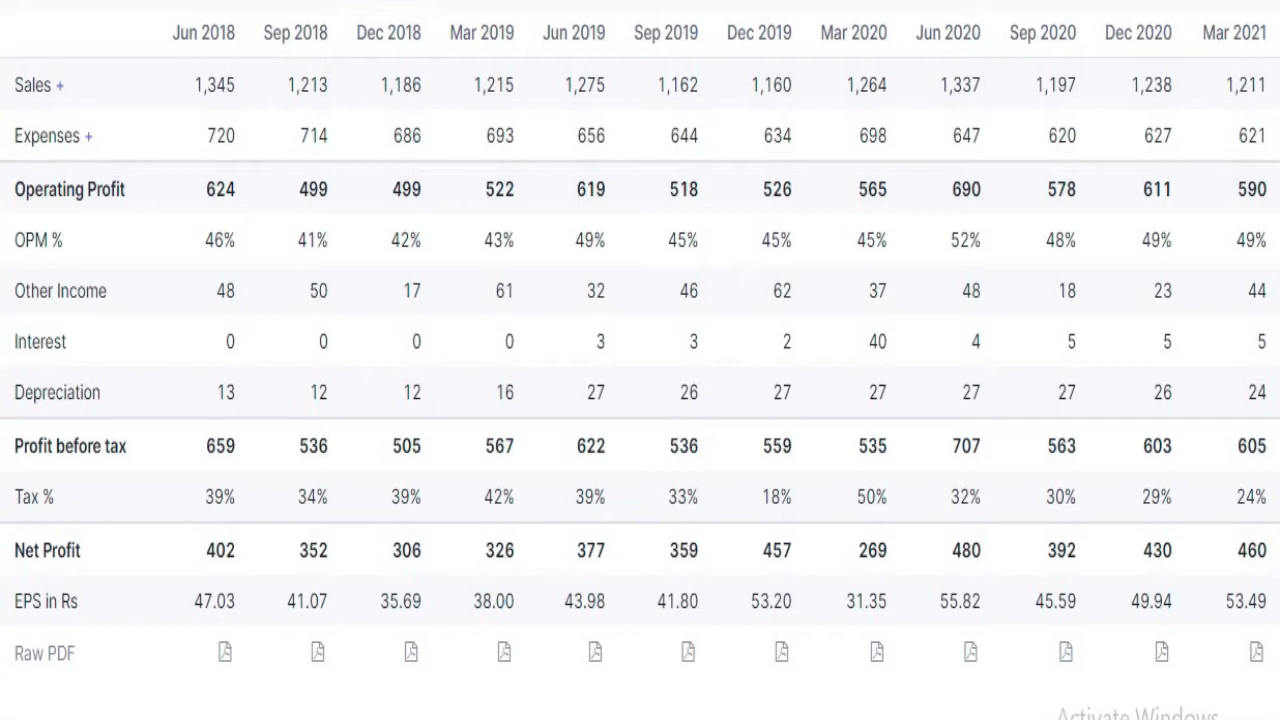 Jun 2018 Sep 2018 Dec 2018 Mar 2019 Jun 2019 Sep 2019 Dec 2019 Mar 2020 Jun 2020 Sep 2020 Dec 2020 Mar 2021
Sales + 1,345 1,213 1,186 1,215 1,275 1,162 1,160 1,264 1,337 1,197 1,238 1,211
Expenses + 720 714 686 693 656 644 634 698 647 620 627 621
Operating Profit 624 499 499 522 619 518 526 565 690 578 611 590
OPM % 46% 41% 42% 43% 49% 45% 45% 45% 52% 48% 49% 49%
Other Income 48 50 17 61 32 46 62 37 48 18 23 44
Interest 0 0 0 0 3 3 2 40 4 5 5 5
Depreciation 13 12 12 16 27 26 27 27 27 27 26 24
Profit before tax 659 536 505 567 622 536 559 535 707 563 603 605
Tax % 39% 34% 39% 42% 39% 33% 18% 50% 32% 30% 29% 24%
Net Profit 402 352 306 326 377 359 457 269 480 392 430 460
EPS in Rs 47.03 41.07 35.69 38.00 43.98 41.80 53.20 31.35 55.82 45.59 49.94 53.49
Raw PDF
Activate Windows